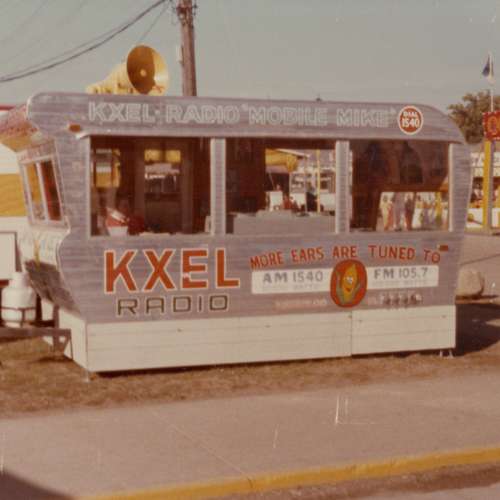 KXEL-RADIO "MOBILE MIKE"
DIAL
1540
KXEL
RADIO
MORE EARS ARE TUNED TO
AM 1540
FM 105.7